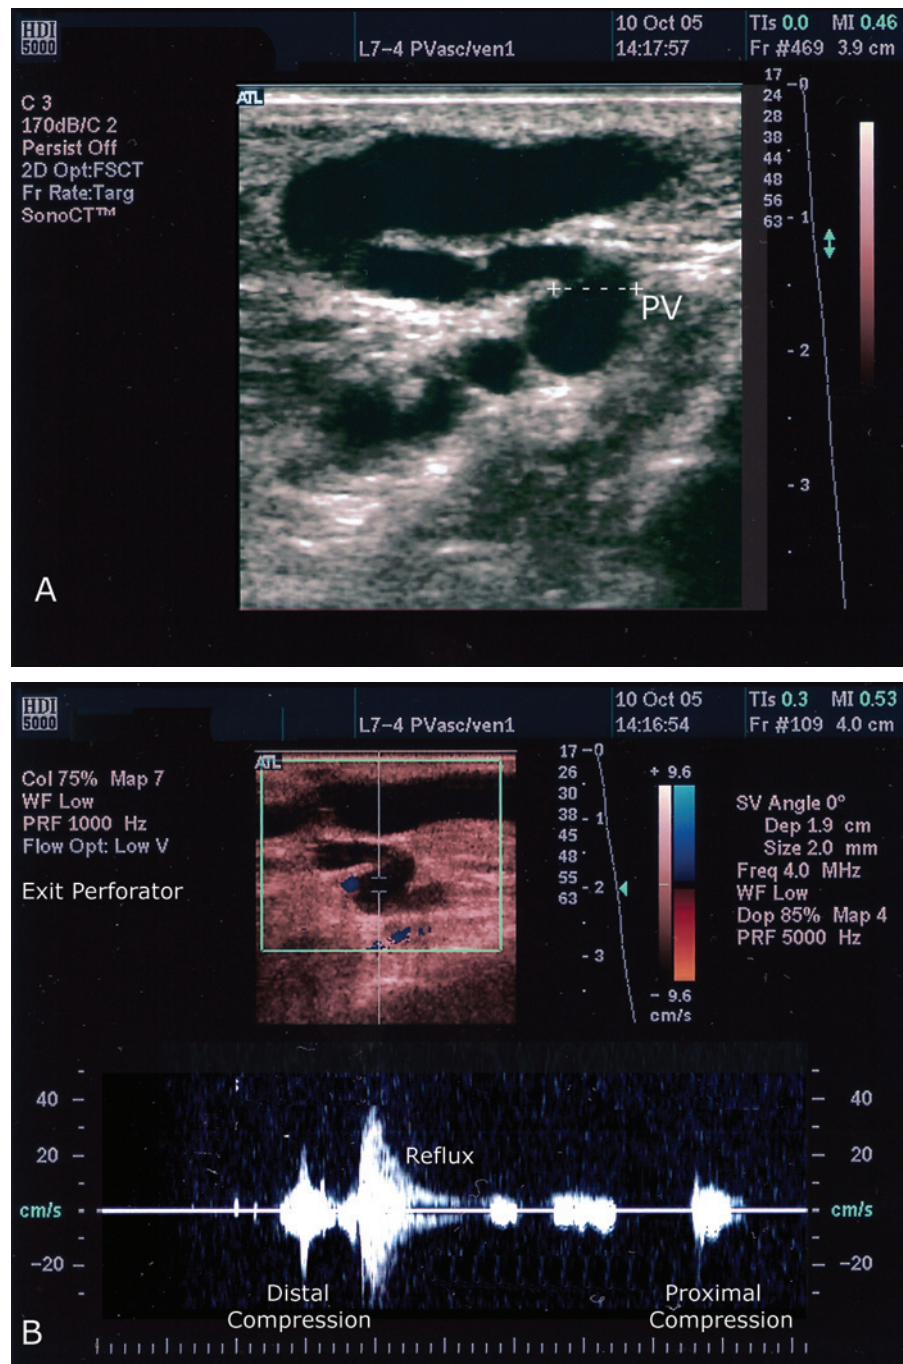 HDI
5000
L7-4 PVasc/ven1
10 Oct 05
14:17:57
TIs 0.0 MI 0.46
Fr #469 3.9 cm
ATL
C 3
170dB/C 2
Persist Off
2D Opt:FSCT
Fr Rate:Targ
SonoCT™
17
24
28
38
44
48
56
63
0
1
2
3
PV
A
HDI
5000
L7-4 PVasc/ven1
10 Oct 05
14:16:54
TIs 0.3 MI 0.53
Fr #109 4.0 cm
ATL
Col 75% Map 7
WF Low
PRF 1000 Hz
Flow Opt: Low V
Exit Perforator
17
26
30
38
45
48
55
63
0
1
2
3
+ 9.6
- 9.6
cm/s
SV Angle 0°
Dep 1.9 cm
Size 2.0 mm
Freq 4.0 MHz
WF Low
Dop 85% Map 4
PRF 5000 Hz
40
20
cm/s
-20
Reflux
Distal
Compression
Proximal
Compression
40
20
cm/s
-20
B